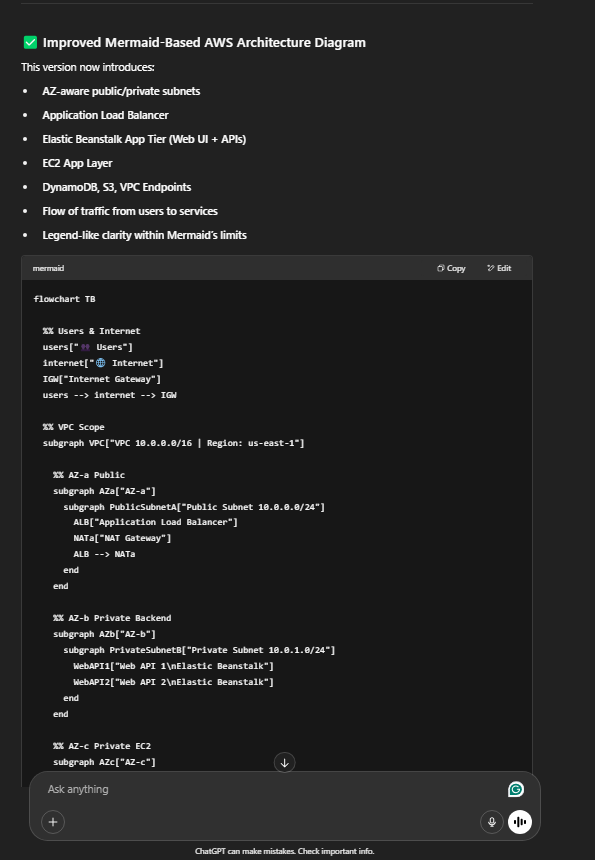 ✅ Improved Mermaid-Based AWS Architecture Diagram
This version now introduces:
• AZ-aware public/private subnets
• Application Load Balancer
• Elastic Beanstalk App Tier (Web UI + APIs)
• EC2 App Layer
• DynamoDB, S3, VPC Endpoints
• Flow of traffic from users to services
• Legend-like clarity within Mermaid's limits
mermaid Copy Edit
flowchart TB
%% Users & Internet
users["👥 Users"]
internet["🌐 Internet"]
IGW["Internet Gateway"]
users --> internet --> IGW
%% VPC Scope
subgraph VPC["VPC 10.0.0.0/16 | Region: us-east-1"]
%% AZ-a Public
subgraph AZa["AZ-a"]
subgraph PublicSubnetA["Public Subnet 10.0.0.0/24"]
ALB["Application Load Balancer"]
NATa["NAT Gateway"]
ALB --> NATa
end
end
%% AZ-b Private Backend
subgraph AZb["AZ-b"]
subgraph PrivateSubnetB["Private Subnet 10.0.1.0/24"]
WebAPI1["Web API 1\nElastic Beanstalk"]
WebAPI2["Web API 2\nElastic Beanstalk"]
end
end
%% AZ-c Private EC2
subgraph AZc["AZ-c"]
Ask anything
ChatGPT can make mistakes. Check important info.